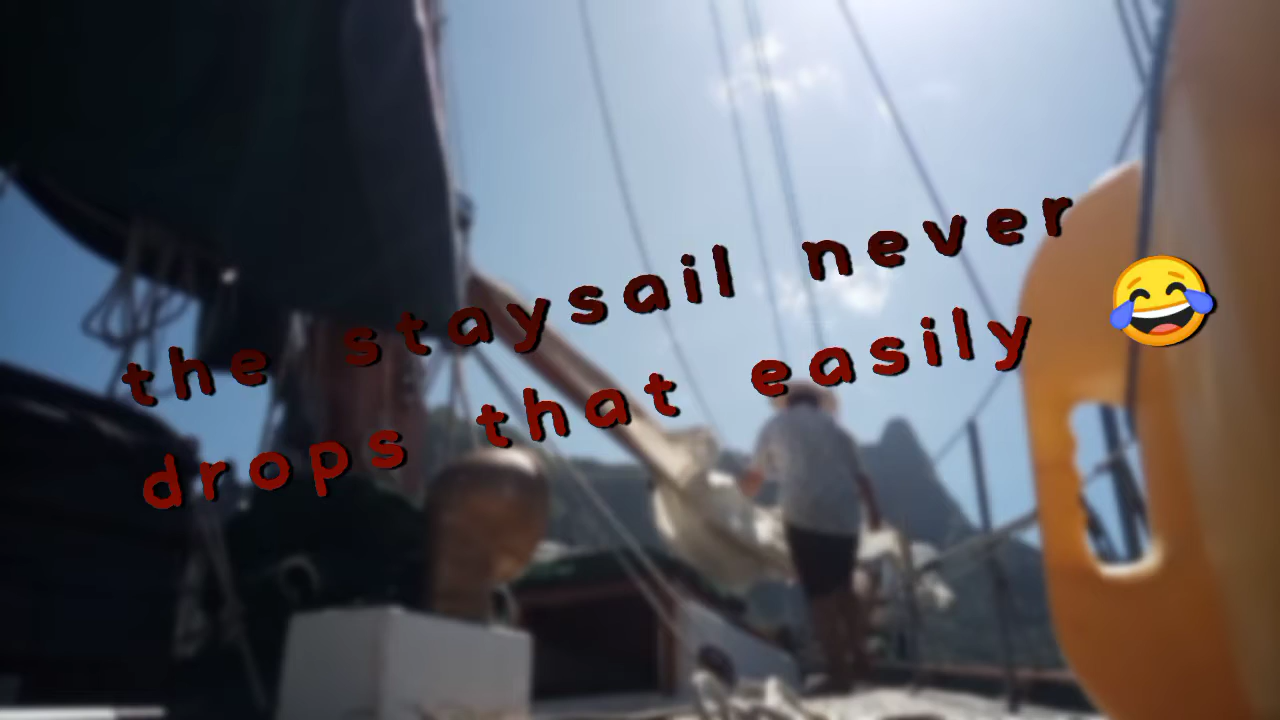 the staysail never
drops that easily 😂